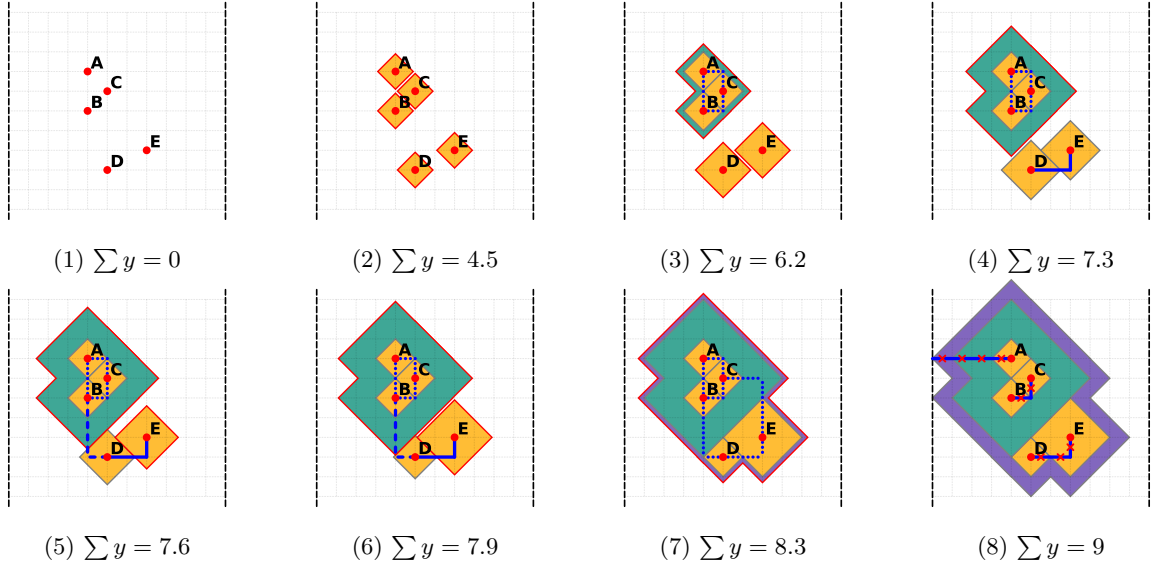 A
C
B
E
D
(1) ∑ y = 0
A
C
B
E
D
(2) ∑ y = 4.5
A
C
B
E
D
(3) ∑ y = 6.2
A
C
B
E
D
(4) ∑ y = 7.3
A
C
B
E
D
(5) ∑ y = 7.6
A
C
B
E
D
(6) ∑ y = 7.9
A
C
B
E
D
(7) ∑ y = 8.3
A
C
B
E
D
(8) ∑ y = 9